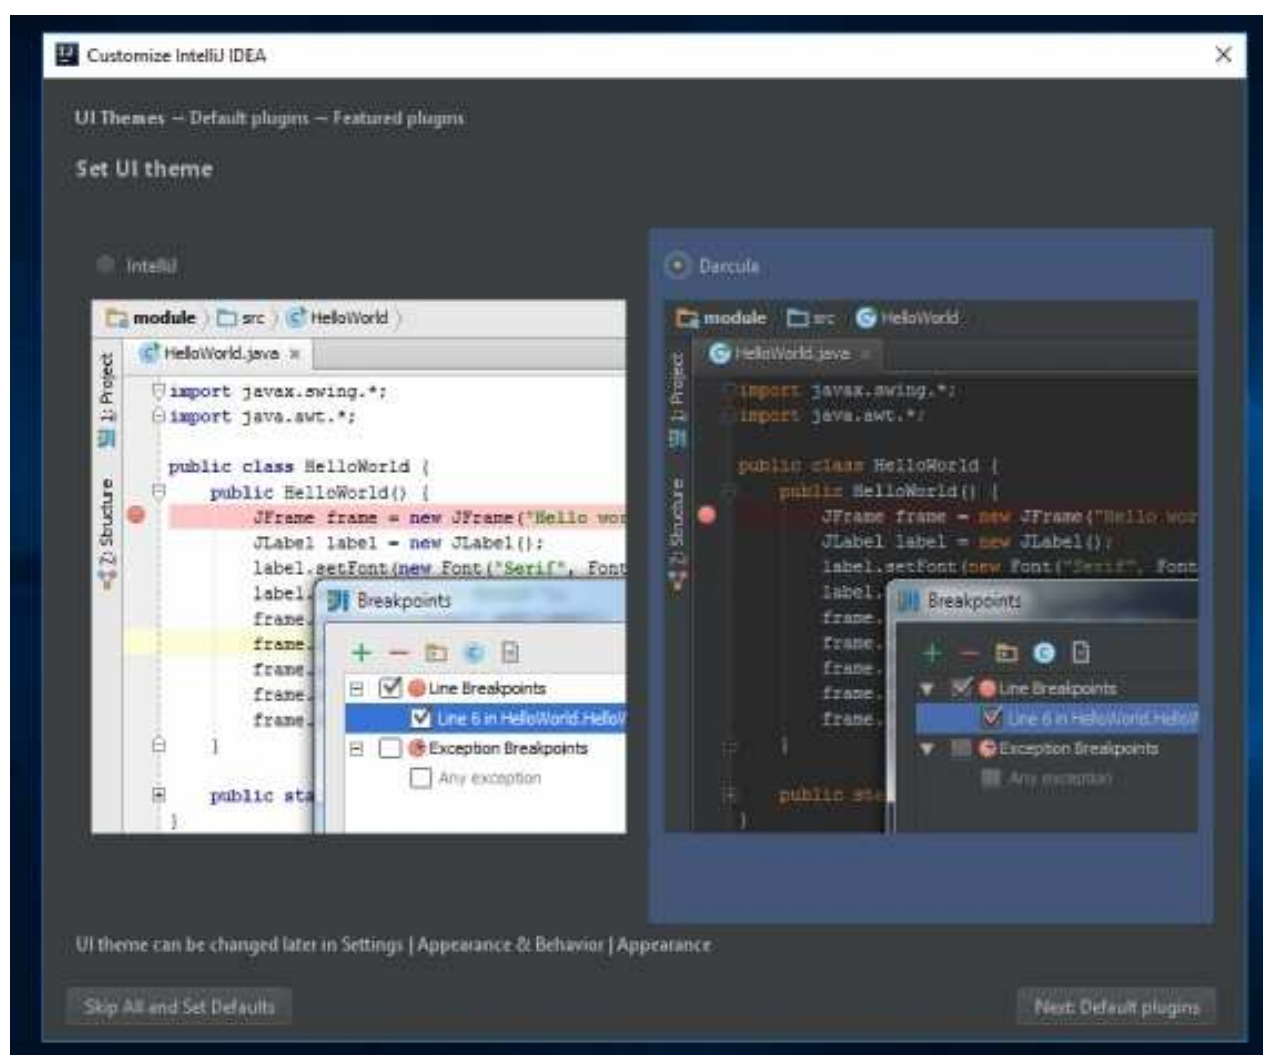 Customize IntelliJ IDEA
UI Themes — Default plugins — Featured plugins
Set UI theme
IntelliJ
module src HelloWorld
HelloWorld.java
1: Project
7: Structure
import javax.swing.*;
import java.awt.*;
public class HelloWorld {
public HelloWorld() {
JFrame frame = new JFrame("Hello wor
JLabel label = new JLabel();
label.setFont(new Font("Serif", Font
label.
frame.
frame.
frame.
frame.
frame.
}
public sta
}
Breakpoints
Line Breakpoints
Line 6 in HelloWorld.HelloW
Exception Breakpoints
Any exception
Darcula
module src HelloWorld
HelloWorld.java
1: Project
7: Structure
import javax.swing.*;
import java.awt.*;
public class HelloWorld {
public HelloWorld() {
JFrame frame = new JFrame("Hello wor
JLabel label = new JLabel();
label.setFont(new Font("Serif", Font
label.
frame.
frame.
frame.
frame.
frame.
}
public sta
}
Breakpoints
Line Breakpoints
Line 6 in HelloWorld.HelloW
Exception Breakpoints
Any exception
UI theme can be changed later in Settings | Appearance & Behavior | Appearance
Skip All and Set Defaults
Next: Default plugins